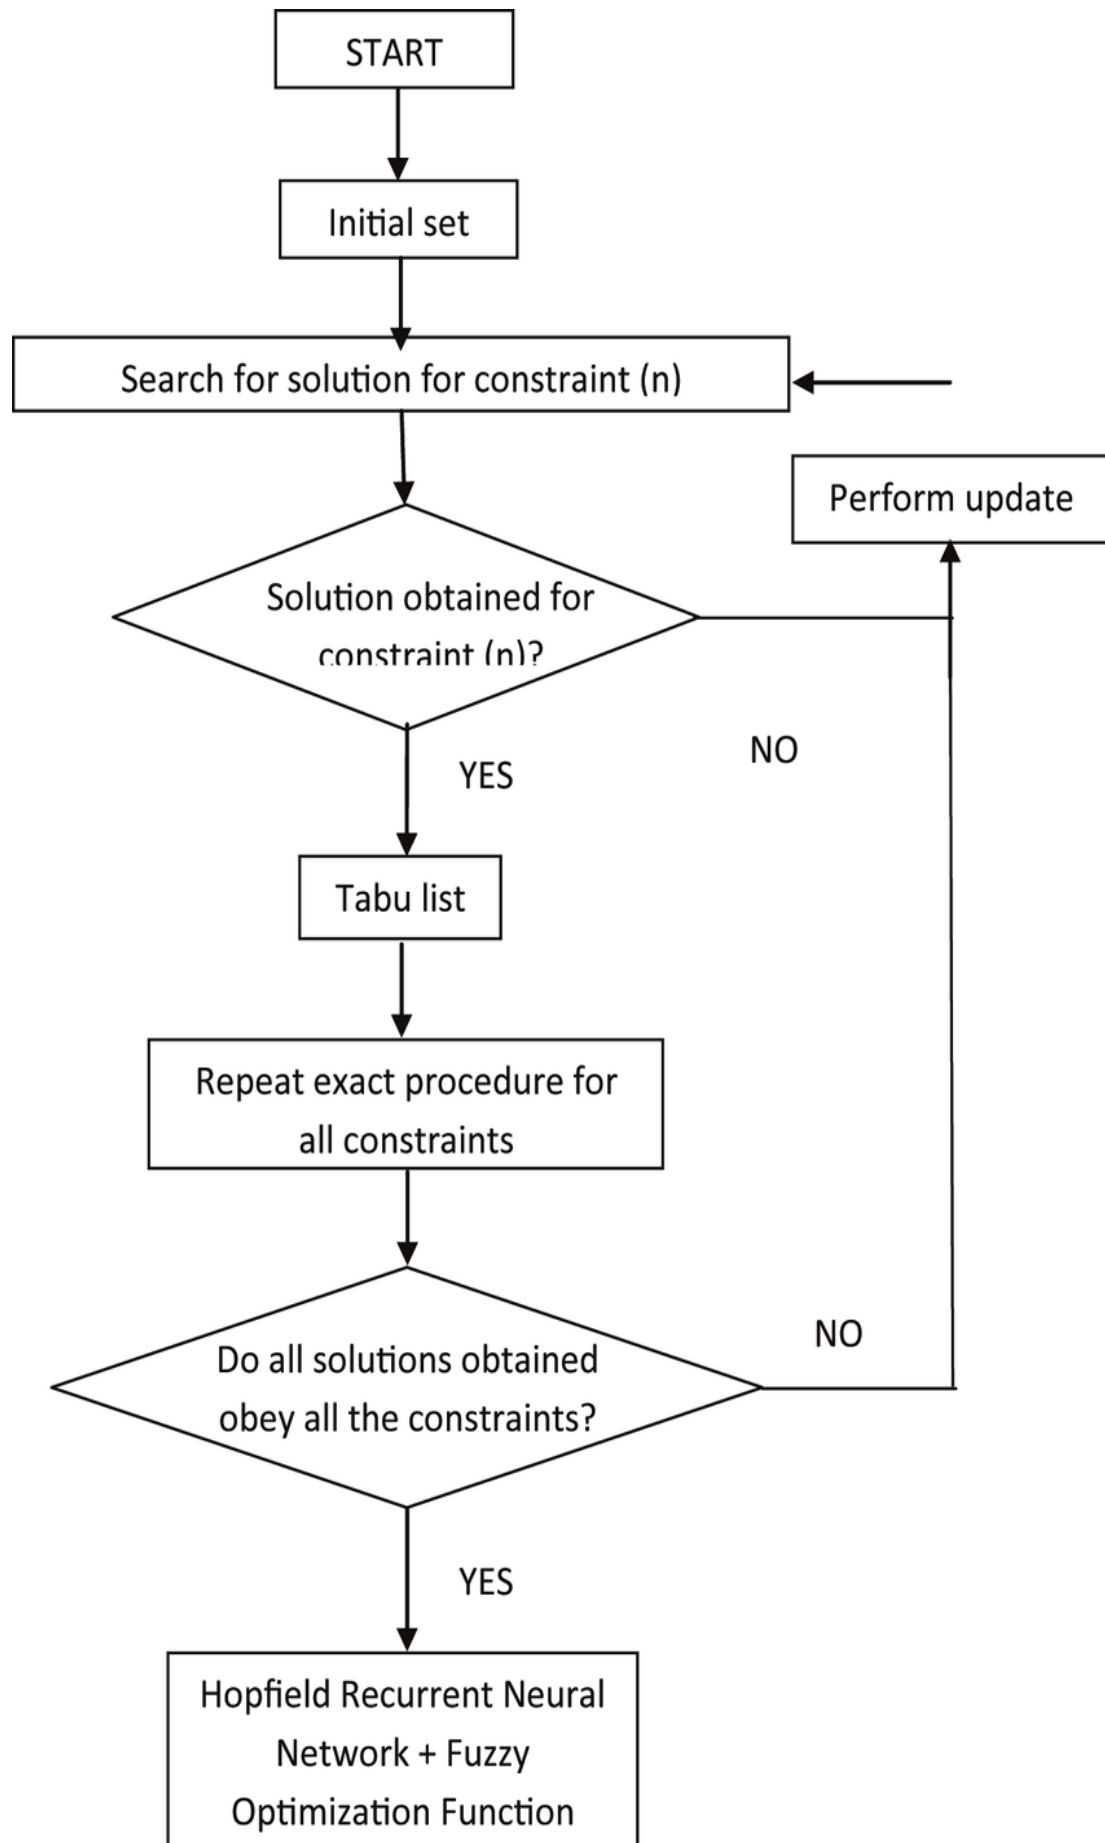 START
Initial set
Search for solution for constraint (n)
Perform update
Solution obtained for
constraint (n)?
YES
NO
Tabu list
Repeat exact procedure for
all constraints
NO
Do all solutions obtained
obey all the constraints?
YES
Hopfield Recurrent Neural
Network + Fuzzy
Optimization Function